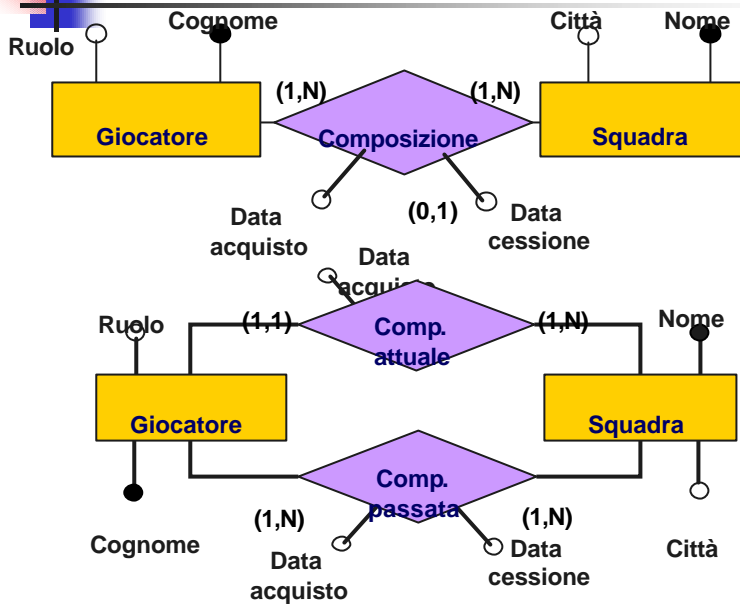 Cognome
Città
Nome
Ruolo
(1,N)
(1,N)
Giocatore
Composizione
Squadra
Data
acquisto
(0,1)
Data
cessione
Data
acquisto
Ruolo
(1,1)
Comp.
attuale
(1,N)
Nome
Giocatore
Squadra
Comp.
passata
(1,N)
(1,N)
Cognome
Data
acquisto
Data
cessione
Città